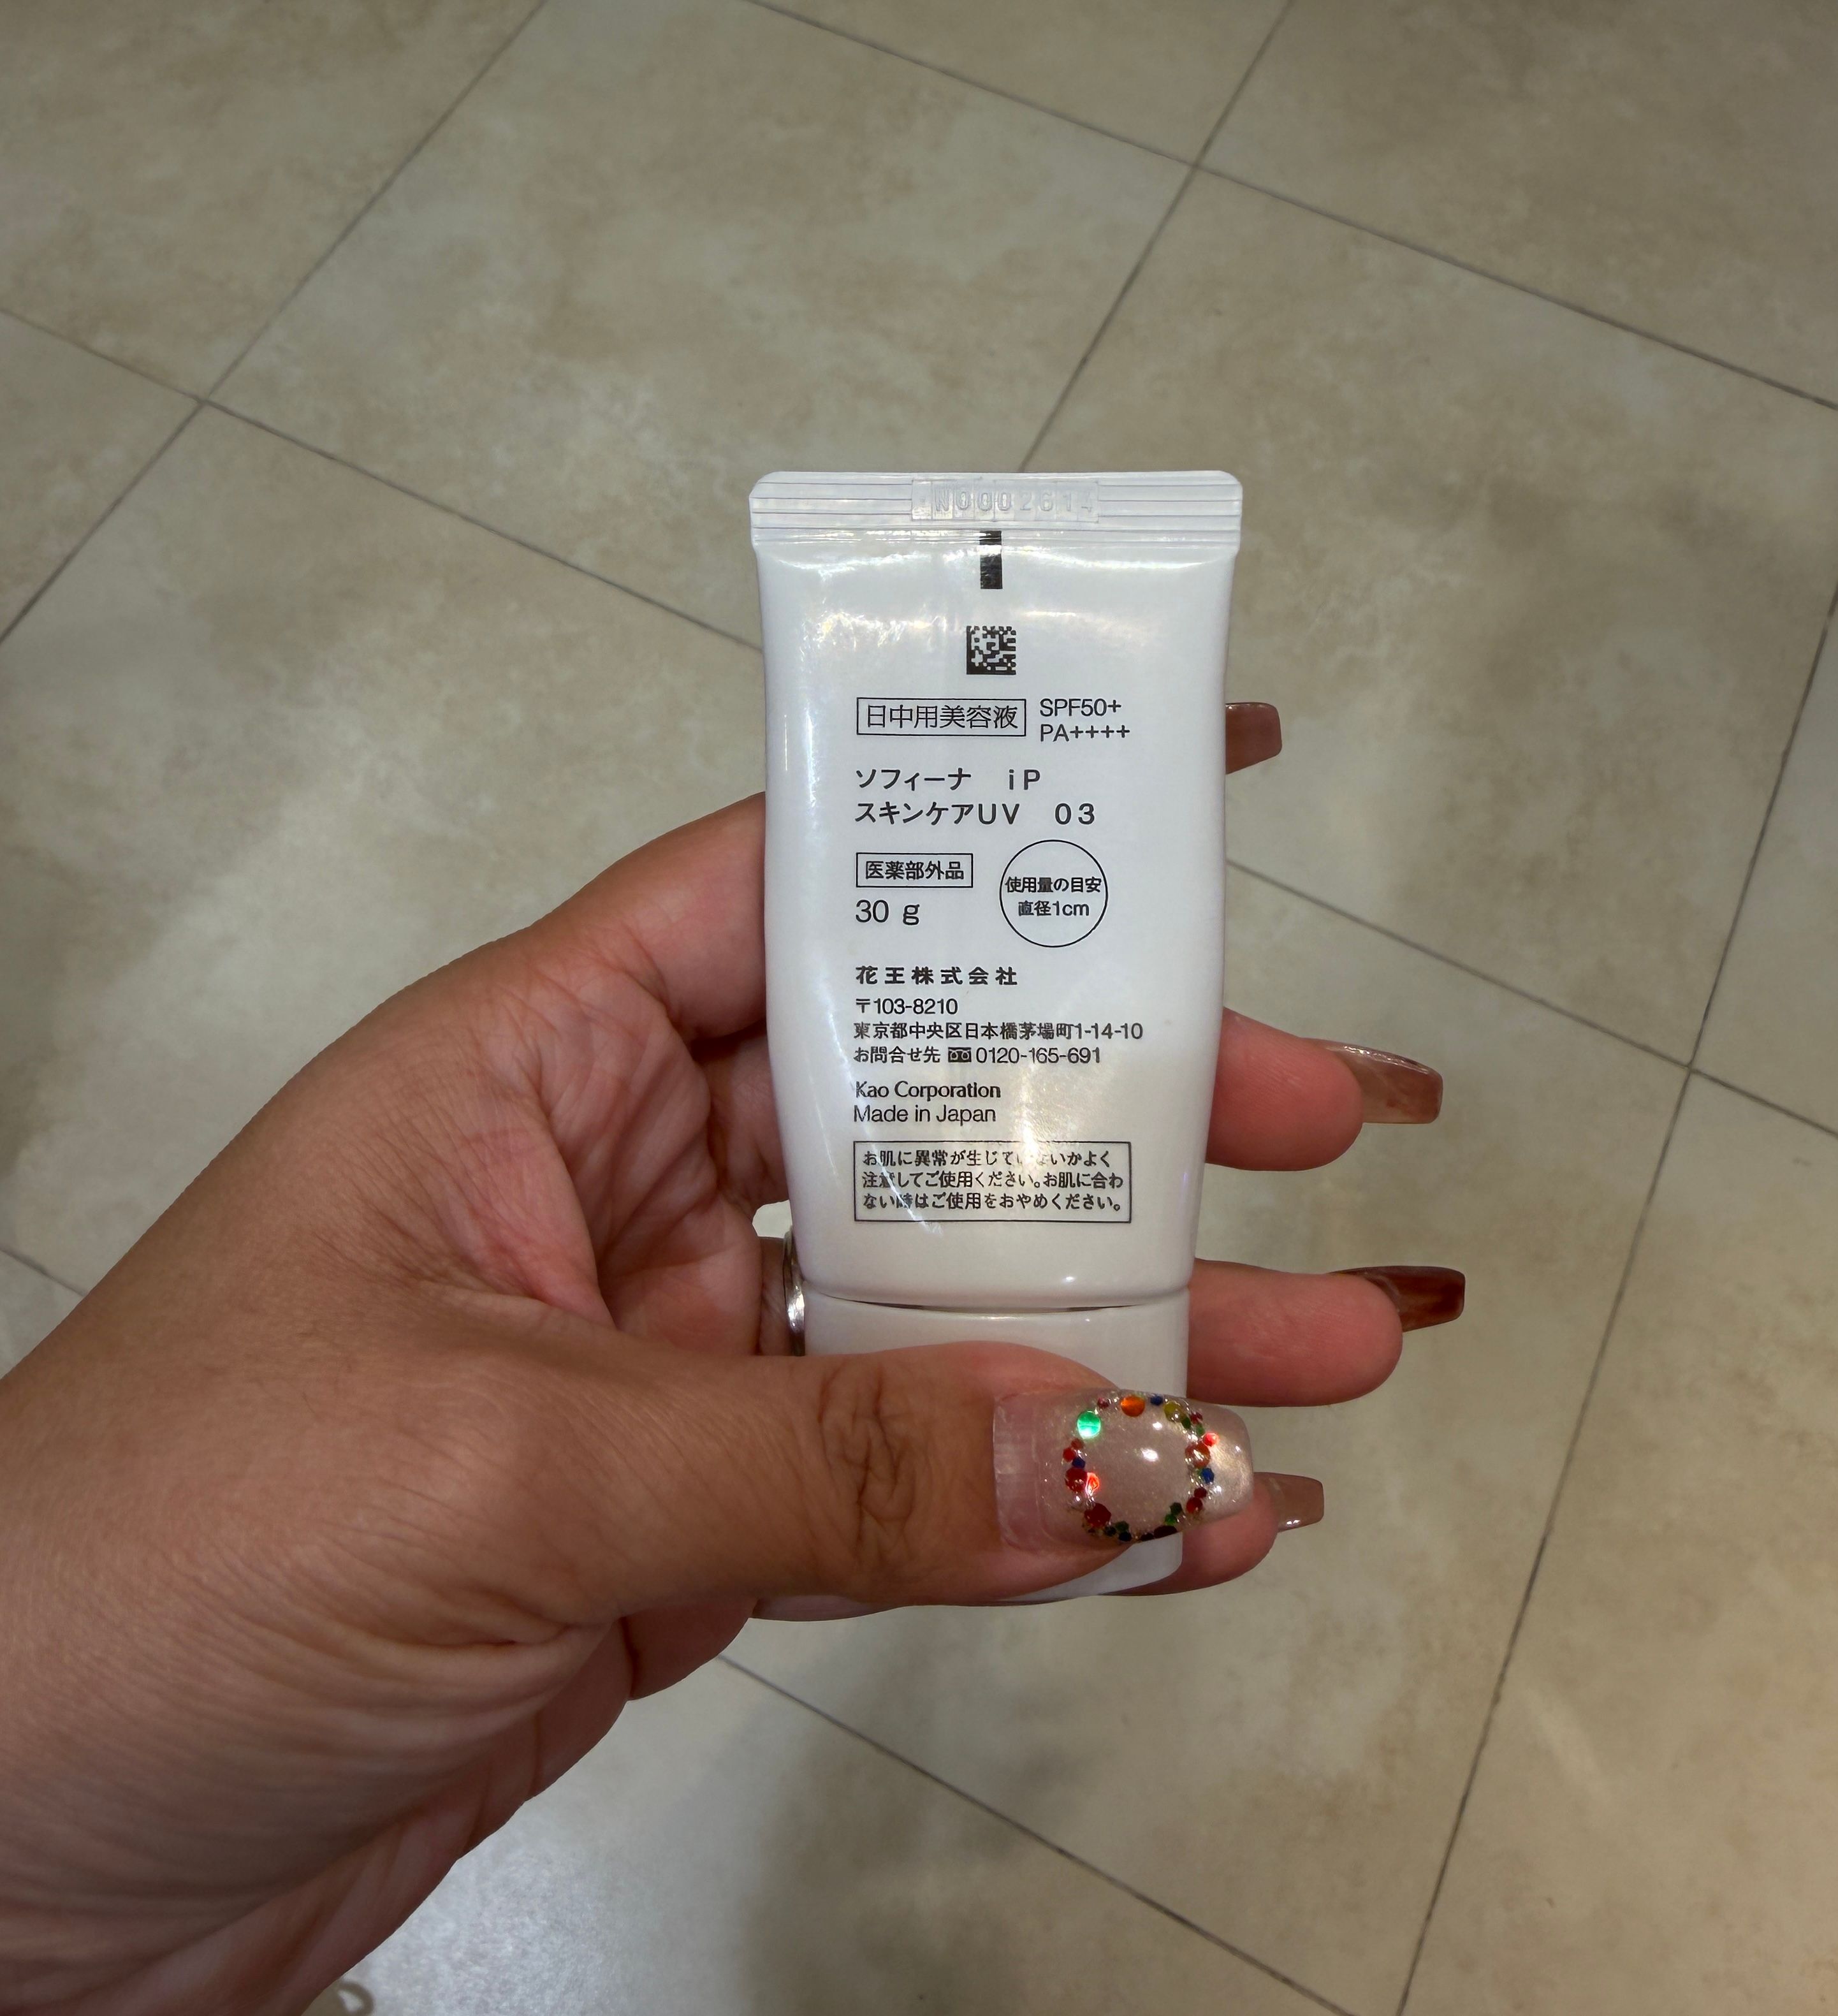 N0002614
日中用美容液 SPF50+
PA++++
ソフィーナ iP
スキンケアUV 03
医薬部外品
30 g
使用量の目安
直径1cm
花王株式会社
〒103-8210
東京都中央区日本橋茅場町1-14-10
お問合せ先 0120-165-691
Kao Corporation
Made in Japan
お肌に異常が生じていないかよく
注意してご使用ください。お肌に合わ
ない時はご使用をおやめください。